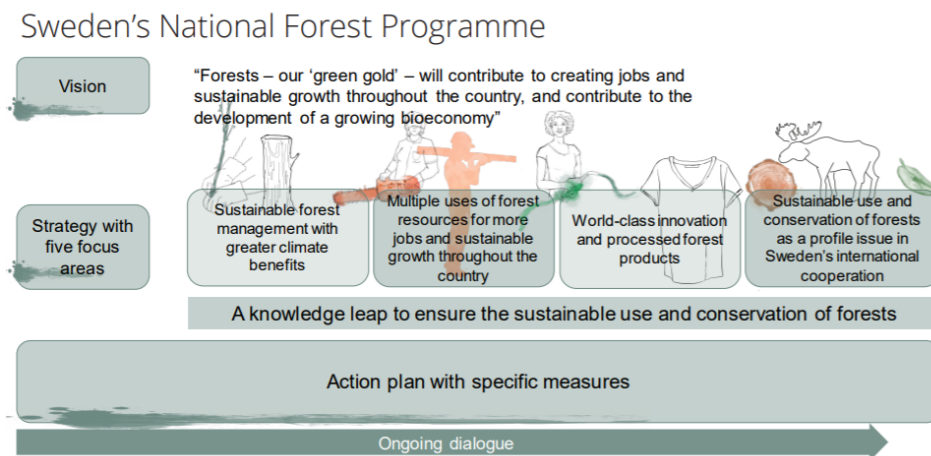 Sweden's National Forest Programme
Vision
“Forests – our ‘green gold’ – will contribute to creating jobs and
sustainable growth throughout the country, and contribute to the
development of a growing bioeconomy”
Strategy with
five focus
areas
Sustainable forest
management with
greater climate
benefits
Multiple uses of forest
resources for more
jobs and sustainable
growth throughout the
country
World-class innovation
and processed forest
products
Sustainable use and
conservation of forests
as a profile issue in
Sweden's international
cooperation
A knowledge leap to ensure the sustainable use and conservation of forests
Action plan with specific measures
Ongoing dialogue